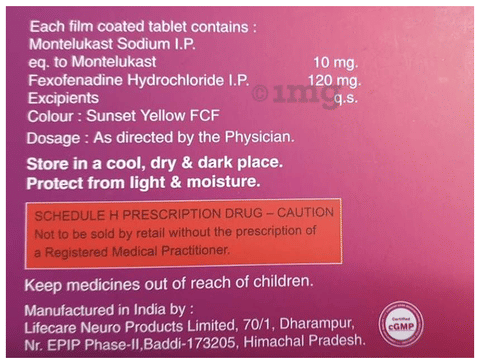 Each film coated tablet contains :
Montelukast Sodium I.P.
eq. to Montelukast 10 mg.
Fexofenadine Hydrochloride I.P. 120 mg.
Excipients q.s.
Colour : Sunset Yellow FCF
Dosage : As directed by the Physician.
Store in a cool, dry & dark place.
Protect from light & moisture.
SCHEDULE H PRESCRIPTION DRUG – CAUTION
Not to be sold by retail without the prescription of
a Registered Medical Practitioner.
Keep medicines out of reach of children.
Manufactured in India by :
Lifecare Neuro Products Limited, 70/1, Dharampur,
Nr. EPIP Phase-II,Baddi-173205, Himachal Pradesh.
Certified
cGMP
©1mg